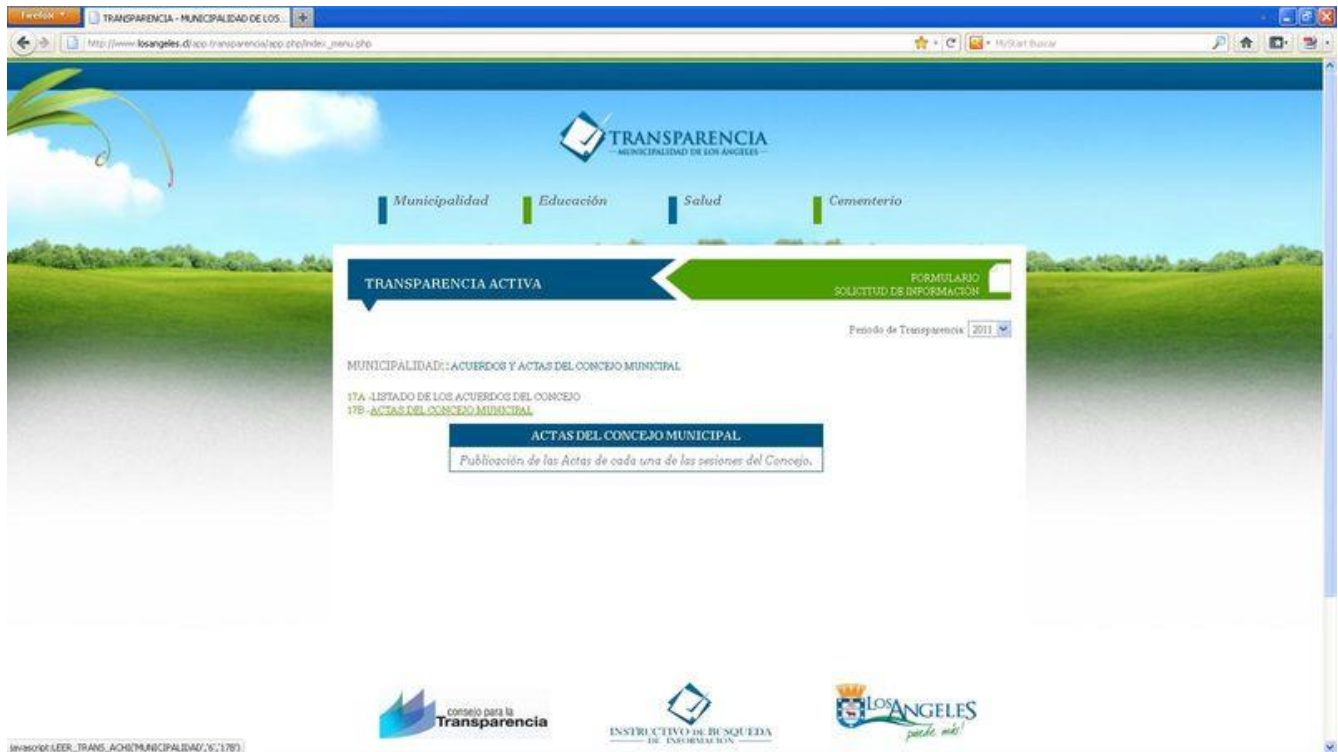 Firefox
TRANSPARENCIA - MUNICIPALIDAD DE LOS...
http://www.losangeles.cl/app.transparencia/app.php/index_menu.php
MyStart Buscar
TRANSPARENCIA
MUNICIPALIDAD DE LOS ANGELES
Municipalidad Educación Salud Cementerio
TRANSPARENCIA ACTIVA
FORMULARIO
SOLICITUD DE INFORMACIÓN
Periodo de Transparencia: 2011
MUNICIPALIDAD::ACUERDOS Y ACTAS DEL CONCEJO MUNICIPAL
17A -LISTADO DE LOS ACUERDOS DEL CONCEJO
17B -ACTAS DEL CONCEJO MUNICIPAL
ACTAS DEL CONCEJO MUNICIPAL
Publicación de las Actas de cada una de las sesiones del Concejo.
consejo para la
Transparencia
INSTRUCTIVO DE BUSQUEDA
DE INFORMACIÓN
LOS ANGELES
puede más!
javascript:LEER_TRANS_ACHI('MUNICIPALIDAD','6','17B')